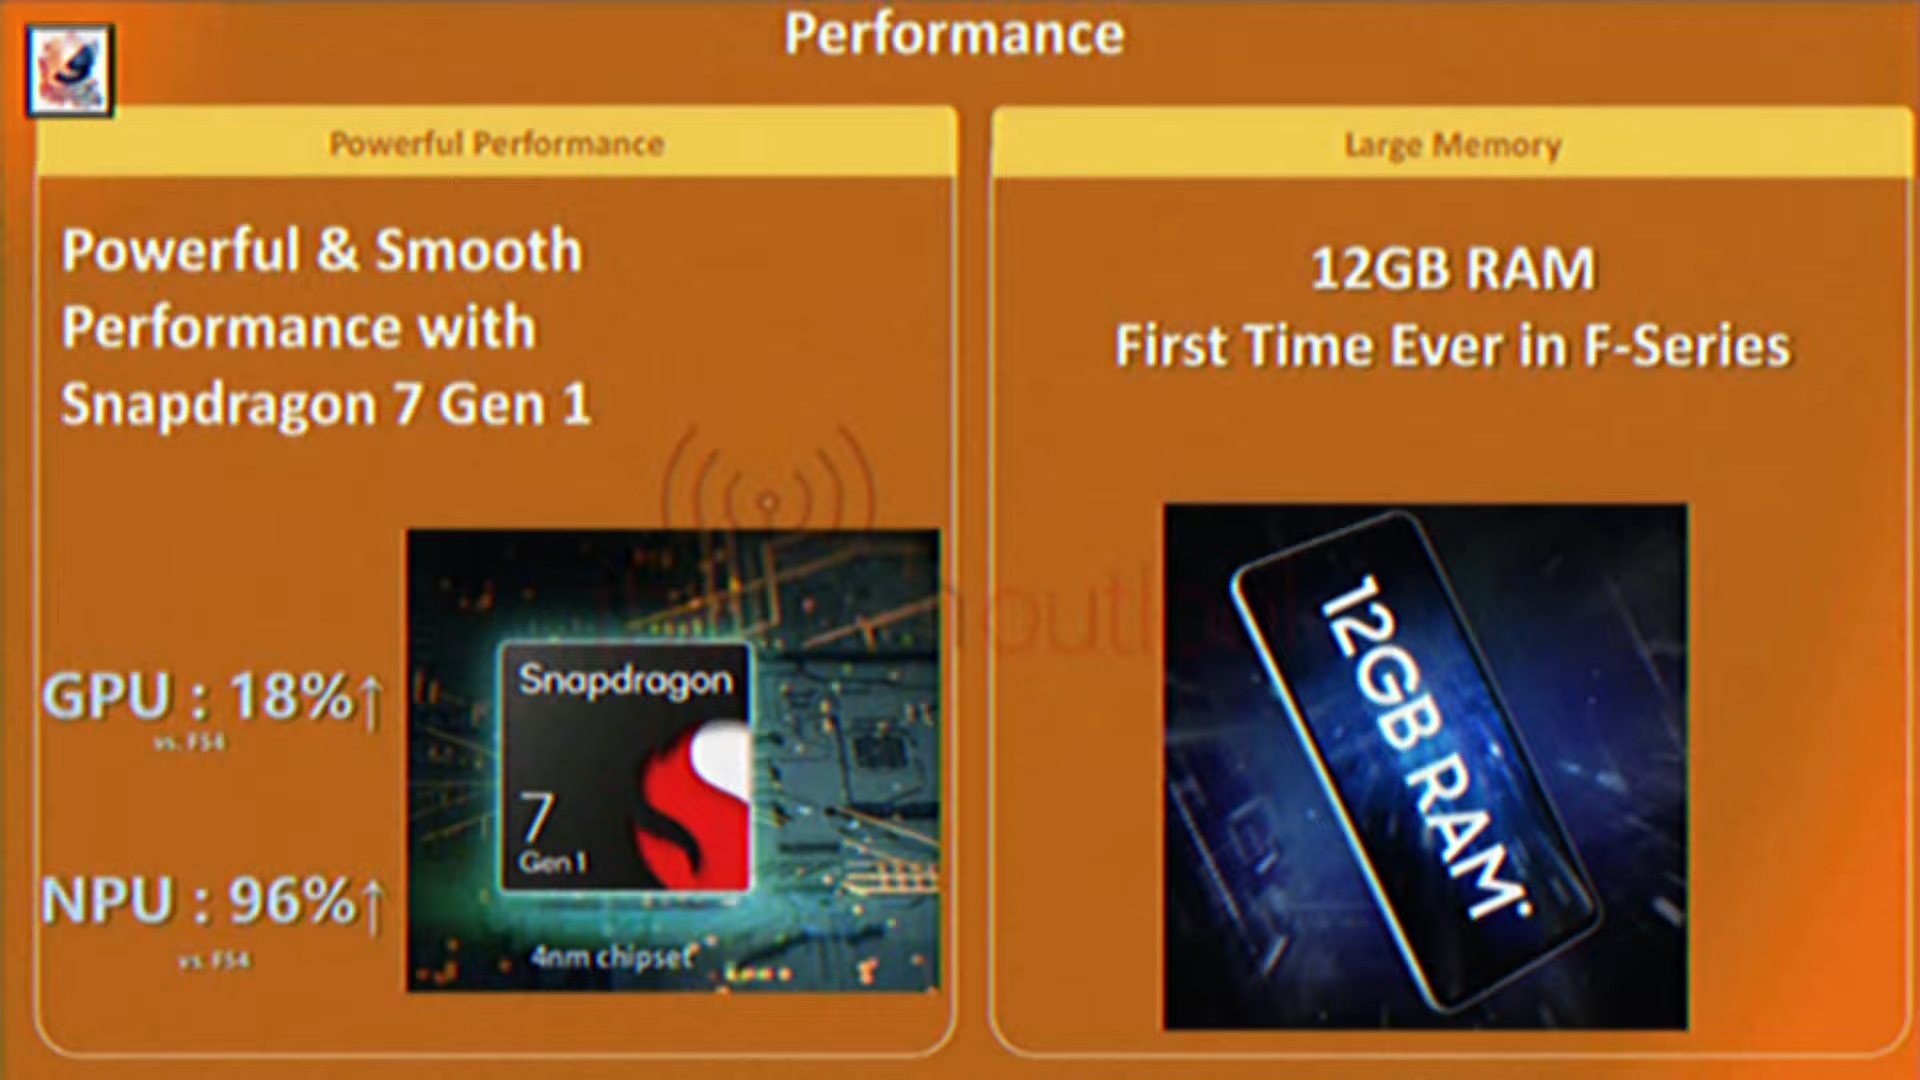 Performance
Powerful Performance
Powerful & Smooth
Performance with
Snapdragon 7 Gen 1
GPU : 18%↑
vs. F54
NPU : 96%↑
vs. F54
Snapdragon
7
Gen 1
4nm chipset
Large Memory
12GB RAM
First Time Ever in F-Series
12GB RAM*